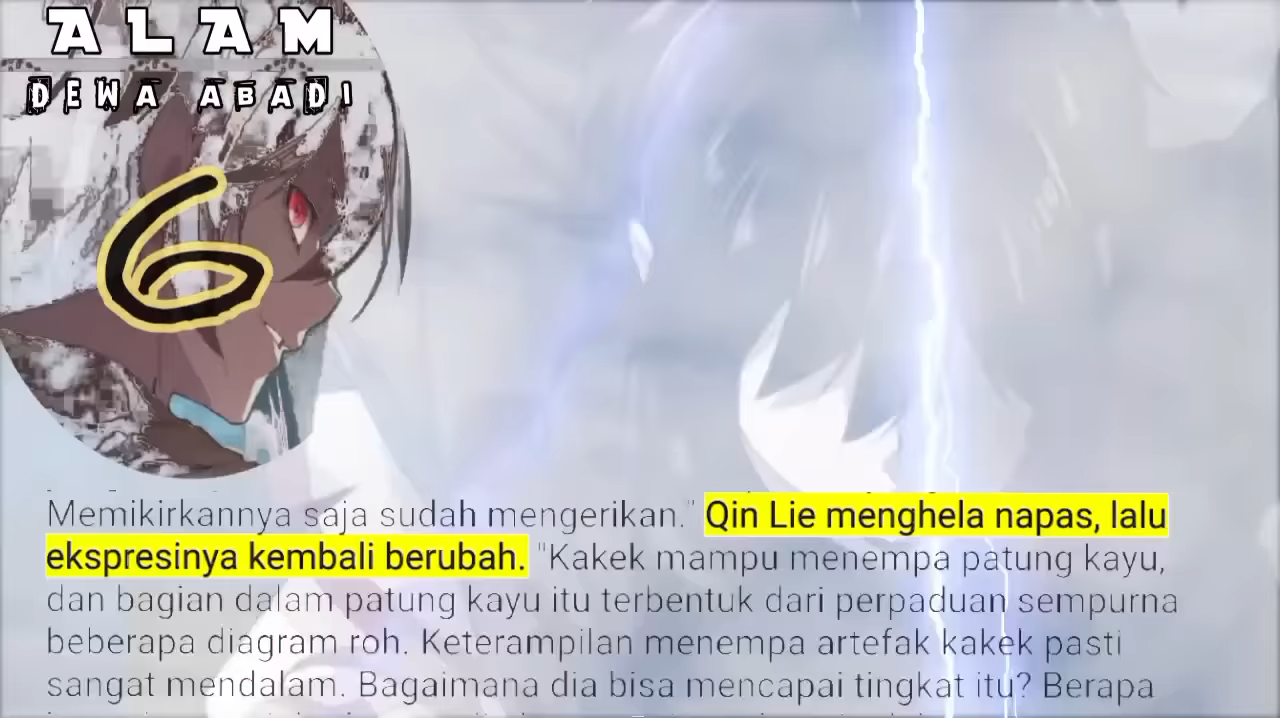 ALAM
DEWA ABADI
6
Memikirkannya saja sudah mengerikan." Qin Lie menghela napas, lalu
ekspresinya kembali berubah. "Kakek mampu menempa patung kayu,
dan bagian dalam patung kayu itu terbentuk dari perpaduan sempurna
beberapa diagram roh. Keterampilan menempa artefak kakek pasti
sangat mendalam. Bagaimana dia bisa mencapai tingkat itu? Berapa